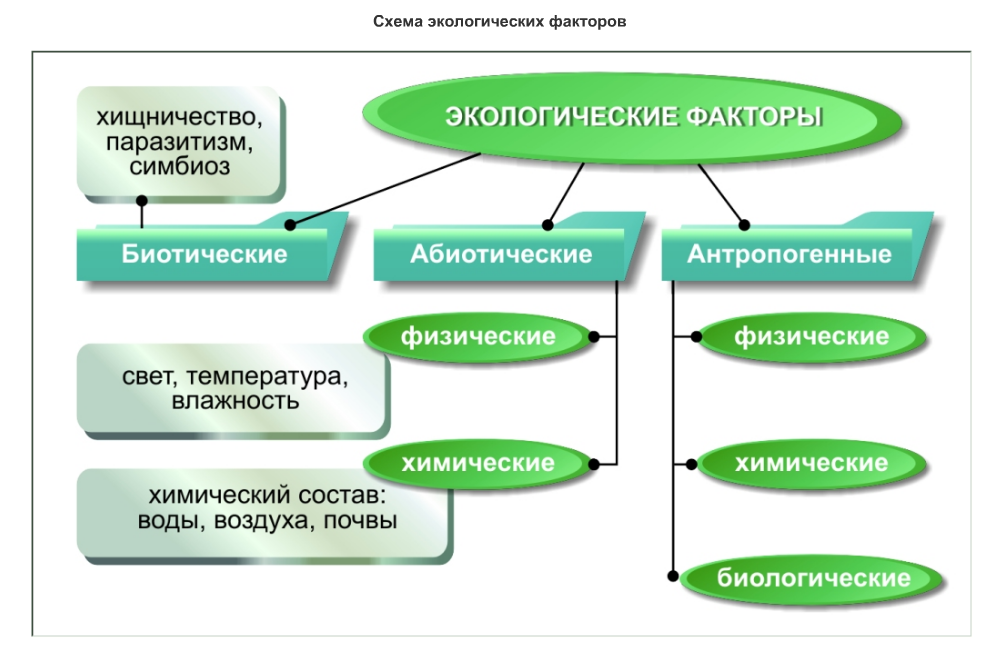 Схема экологических факторов
ЭКОЛОГИЧЕСКИЕ ФАКТОРЫ
хищничество,
паразитизм,
симбиоз
Биотические
Абиотические
Антропогенные
физические
физические
свет, температура,
влажность
химические
химические
химический состав:
воды, воздуха, почвы
биологические